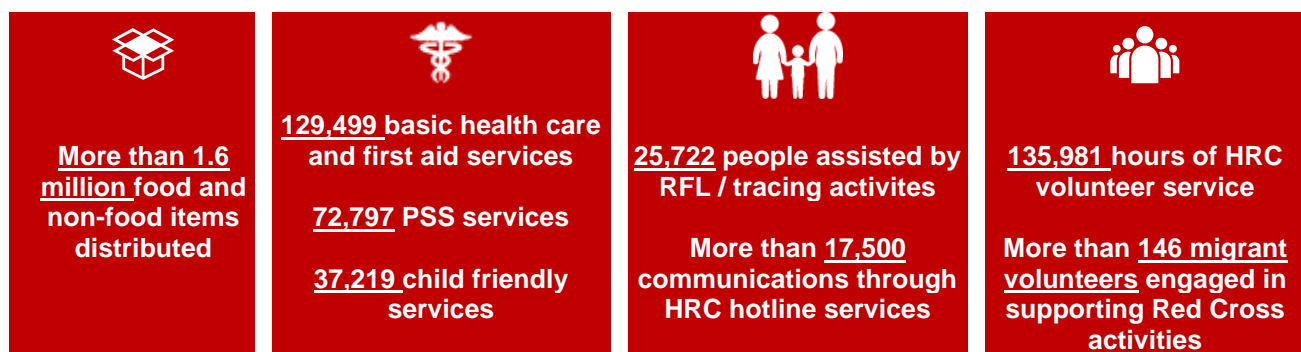 More than 1.6
million food and
non-food items
distributed
129,499 basic health care
and first aid services
72,797 PSS services
37,219 child friendly
services
25,722 people assisted by
RFL / tracing activites
More than 17,500
communications through
HRC hotline services
135,981 hours of HRC
volunteer service
More than 146 migrant
volunteers engaged in
supporting Red Cross
activities